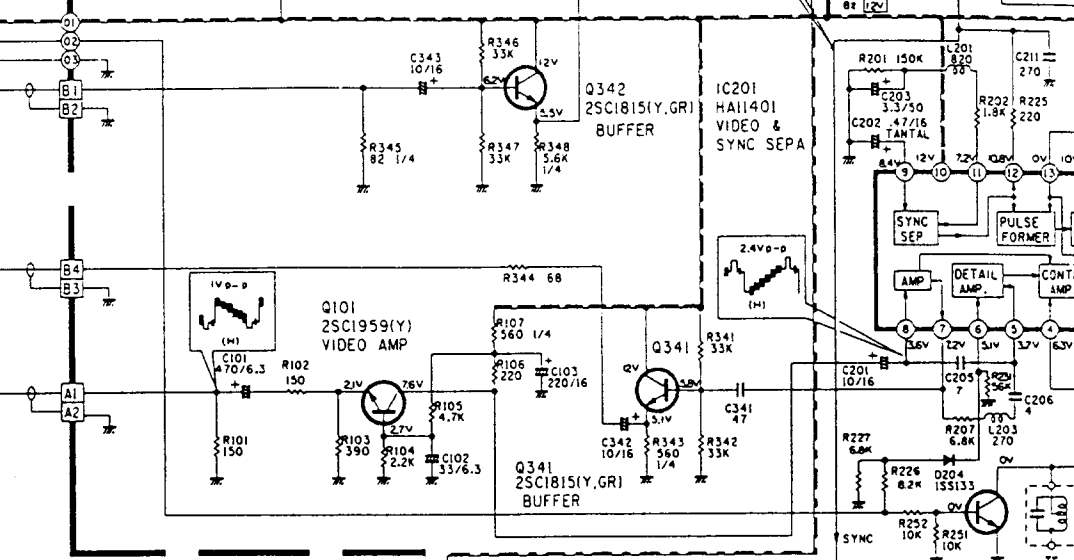 B2 12V
01
02
03
B1
B2
C343
10/16
R346
33K
12V
6.2V
5.5V
Q342
2SC1815(Y,GR)
BUFFER
R345
82 1/4
R347
33K
R348
5.6K
1/4
IC201
HA11401
VIDEO &
SYNC SEPA
R201 150K
L201
820
C203
3.3/50
C202 .47/16
TANTAL
R202
1.8K
R225
220
C211
270
8.4V
12V
7.2V
10.8V
0V
9
10
11
12
13
SYNC
SEP.
PULSE
FORMER
AMP
DETAIL
AMP.
CONT
AMP
8
7
6
5
4
3.6V
7.2V
5.1V
3.7V
6.3V
B4
B3
R344 68
1Vp-p
(H)
2.4Vp-p
(H)
Q101
2SC1959(Y)
VIDEO AMP
C101
470/6.3
R102
150
2.1V
7.6V
2.7V
R107
560 1/4
R106
220
C103
220/16
R105
4.7K
R101
150
R103
390
R104
2.2K
C102
33/6.3
A1
A2
Q341
12V
5.8V
5.1V
R341
33K
C341
47
C342
10/16
R343
560
1/4
R342
33K
Q341
2SC1815(Y,GR)
BUFFER
C201
10/16
C205
7
56K
C206
4
R207
6.8K
L203
270
R227
6.8K
R226
8.2K
D204
1SS133
0V
0V
R252
10K
R251
10K
SYNC